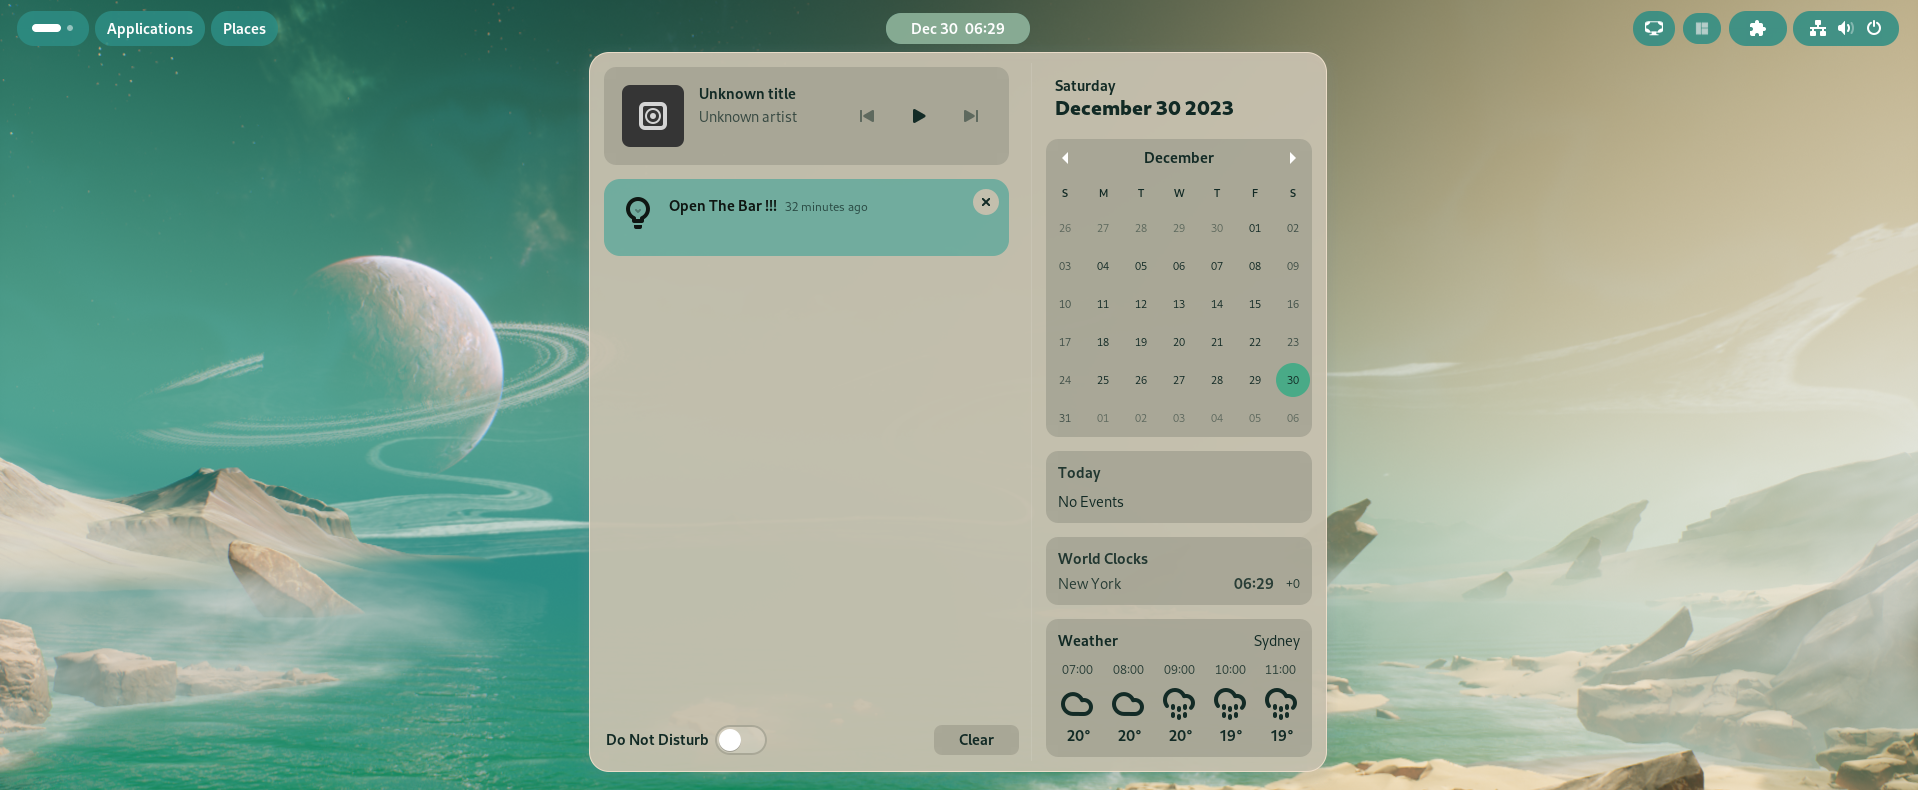 Applications Places Dec 30 06:29
Unknown title
Unknown artist
Open The Bar !!! 32 minutes ago
Do Not Disturb Clear
Saturday
December 30 2023
December
S M T W T F S
26 27 28 29 30 01 02
03 04 05 06 07 08 09
10 11 12 13 14 15 16
17 18 19 20 21 22 23
24 25 26 27 28 29 30
31 01 02 03 04 05 06
Today
No Events
World Clocks
New York 06:29 +0
Weather Sydney
07:00 08:00 09:00 10:00 11:00
20° 20° 20° 19° 19°